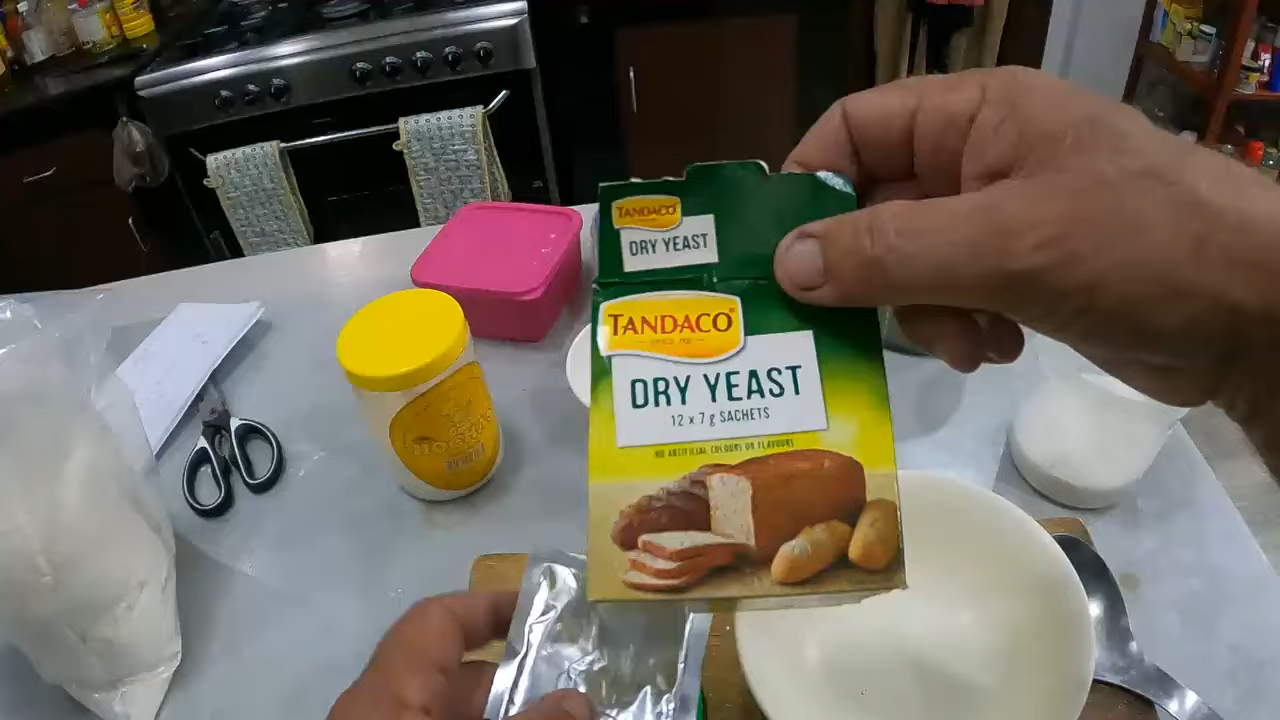 TANDACO
DRY YEAST
TANDACO
DRY YEAST
12 x 7 g SACHETS
NO ARTIFICIAL COLOURS OR FLAVOURS